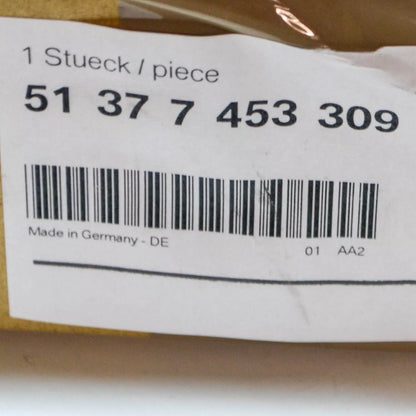 1 Stueck / piece
51 37 7 453 309
Made in Germany - DE
01 AA2